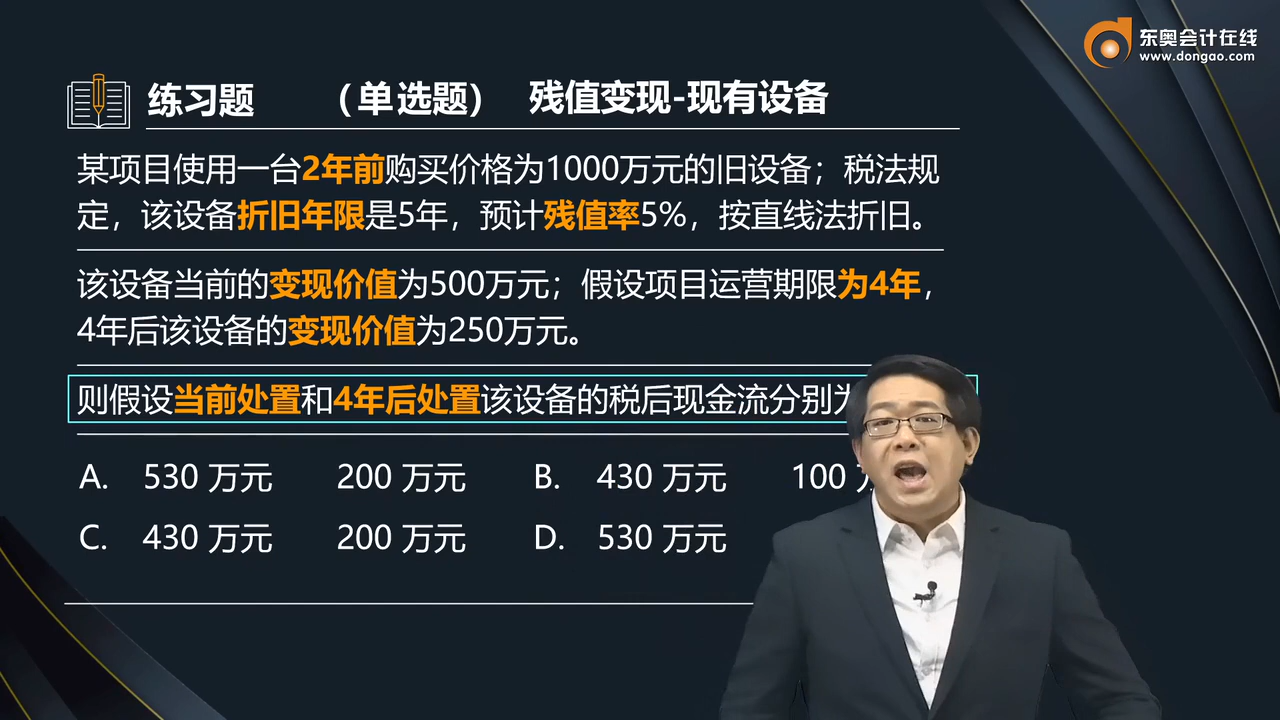 东奥会计在线
www.dongao.com
练习题 （单选题） 残值变现-现有设备
某项目使用一台2年前购买价格为1000万元的旧设备；税法规
定，该设备折旧年限是5年，预计残值率5%，按直线法折旧。
该设备当前的变现价值为500万元；假设项目运营期限为4年，
4年后该设备的变现价值为250万元。
则假设当前处置和4年后处置该设备的税后现金流分别
A. 530 万元 200 万元 B. 430 万元 100
C. 430 万元 200 万元 D. 530 万元